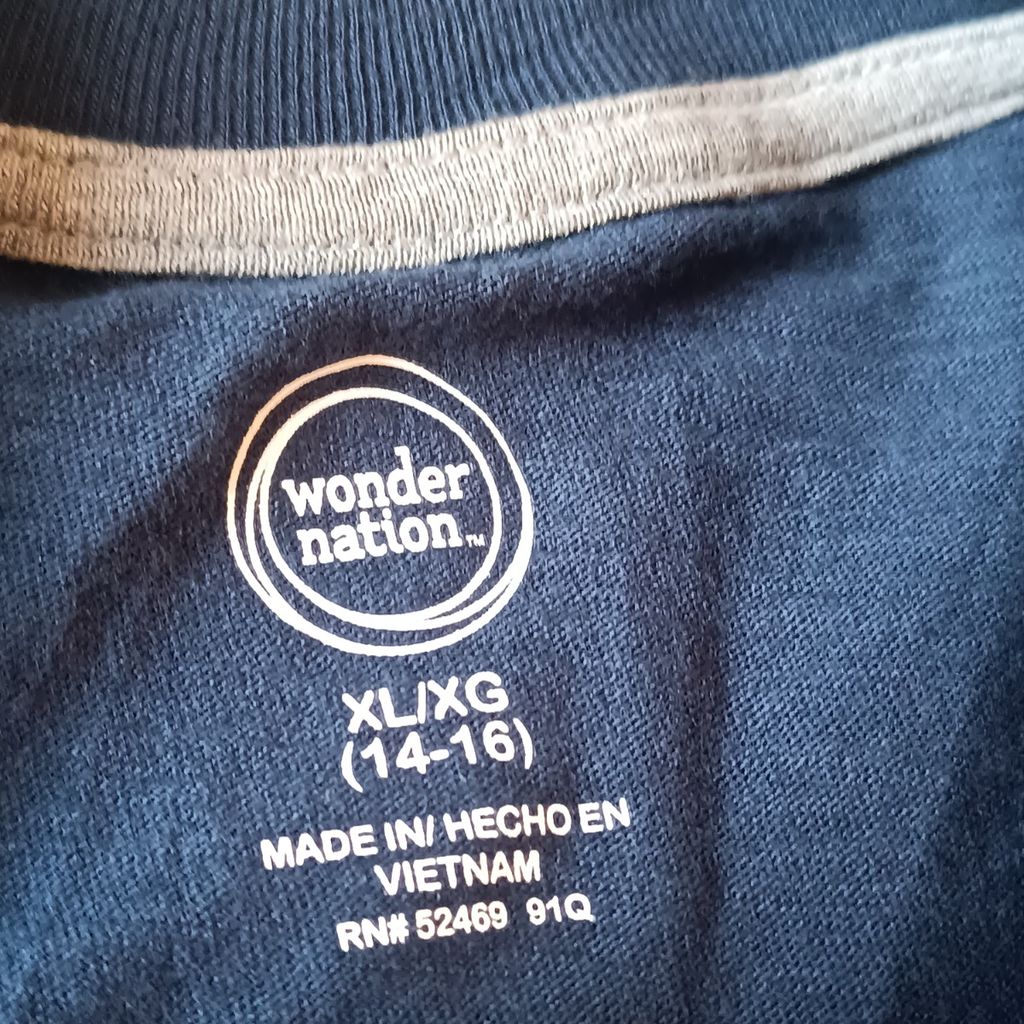 wonder
nation™
XL/XG
(14-16)
MADE IN/ HECHO EN
VIETNAM
RN# 52469 91Q